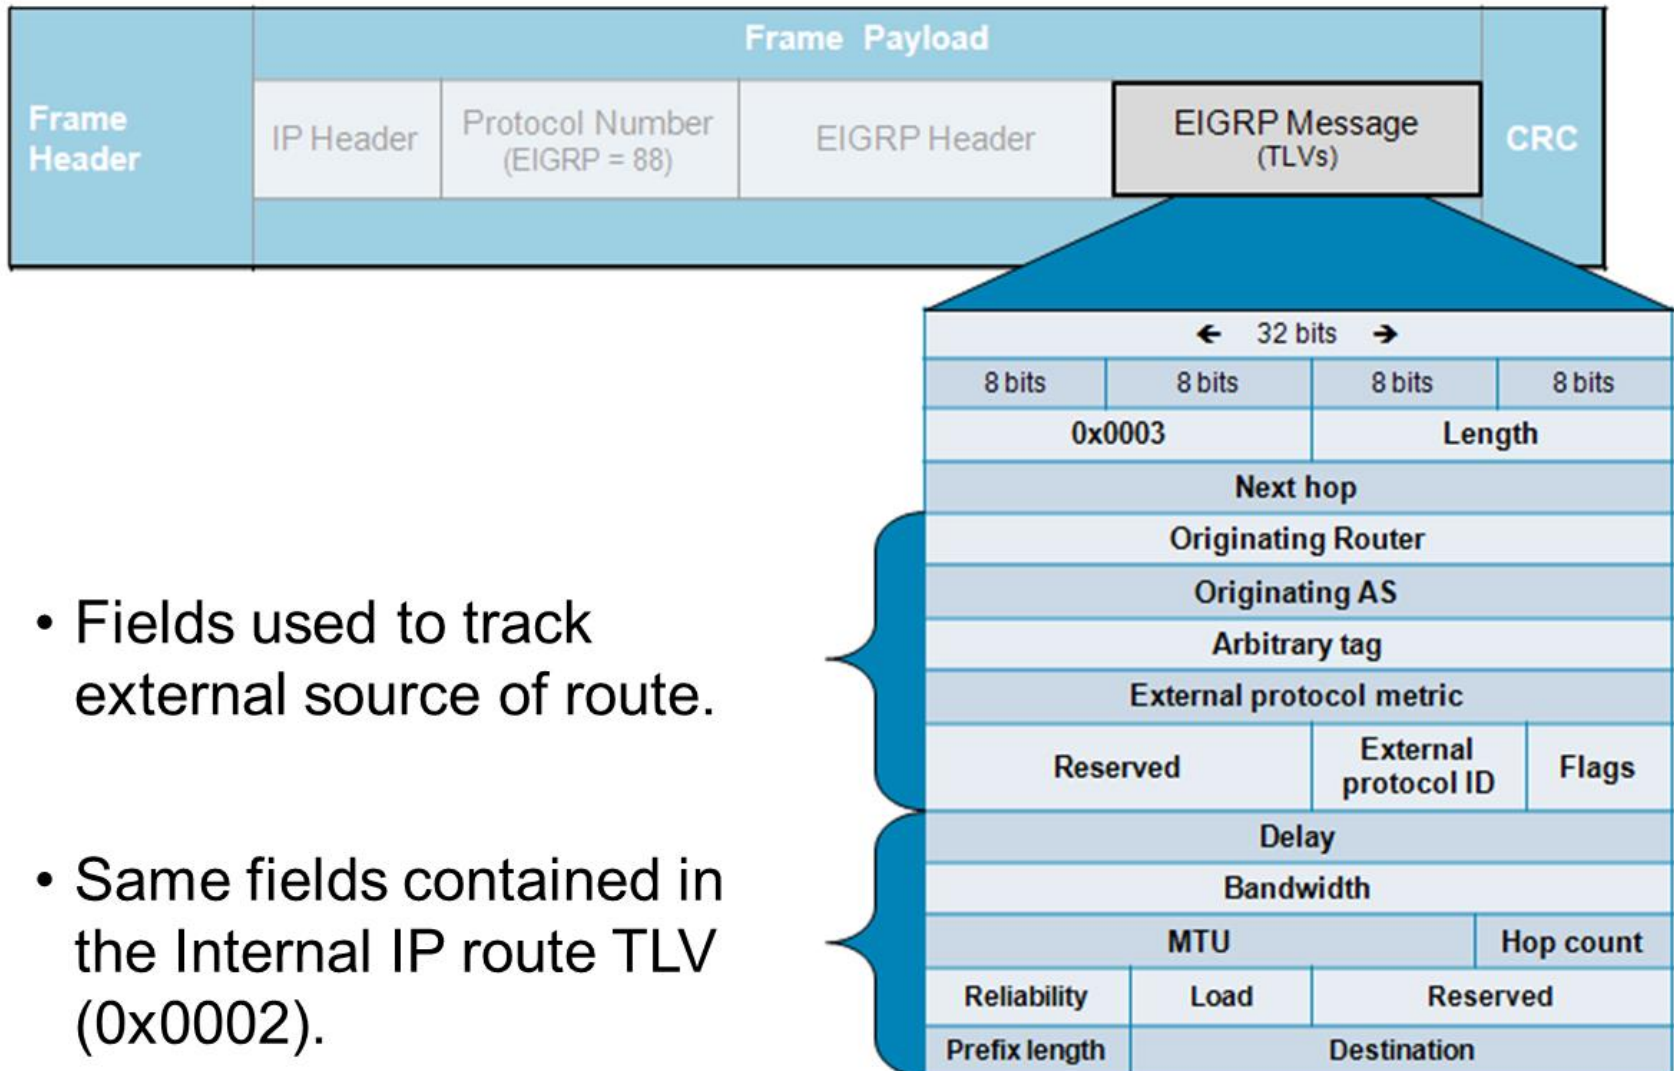 Frame Payload
Frame
Header
IP Header
Protocol Number
(EIGRP = 88)
EIGRP Header
EIGRP Message
(TLVs)
CRC
← 32 bits →
8 bits 8 bits 8 bits 8 bits
0x0003 Length
Next hop
Originating Router
Originating AS
Arbitrary tag
External protocol metric
Reserved
External
protocol ID
Flags
Delay
Bandwidth
MTU Hop count
Reliability Load Reserved
Prefix length Destination
• Fields used to track
external source of route.
• Same fields contained in
the Internal IP route TLV
(0x0002).